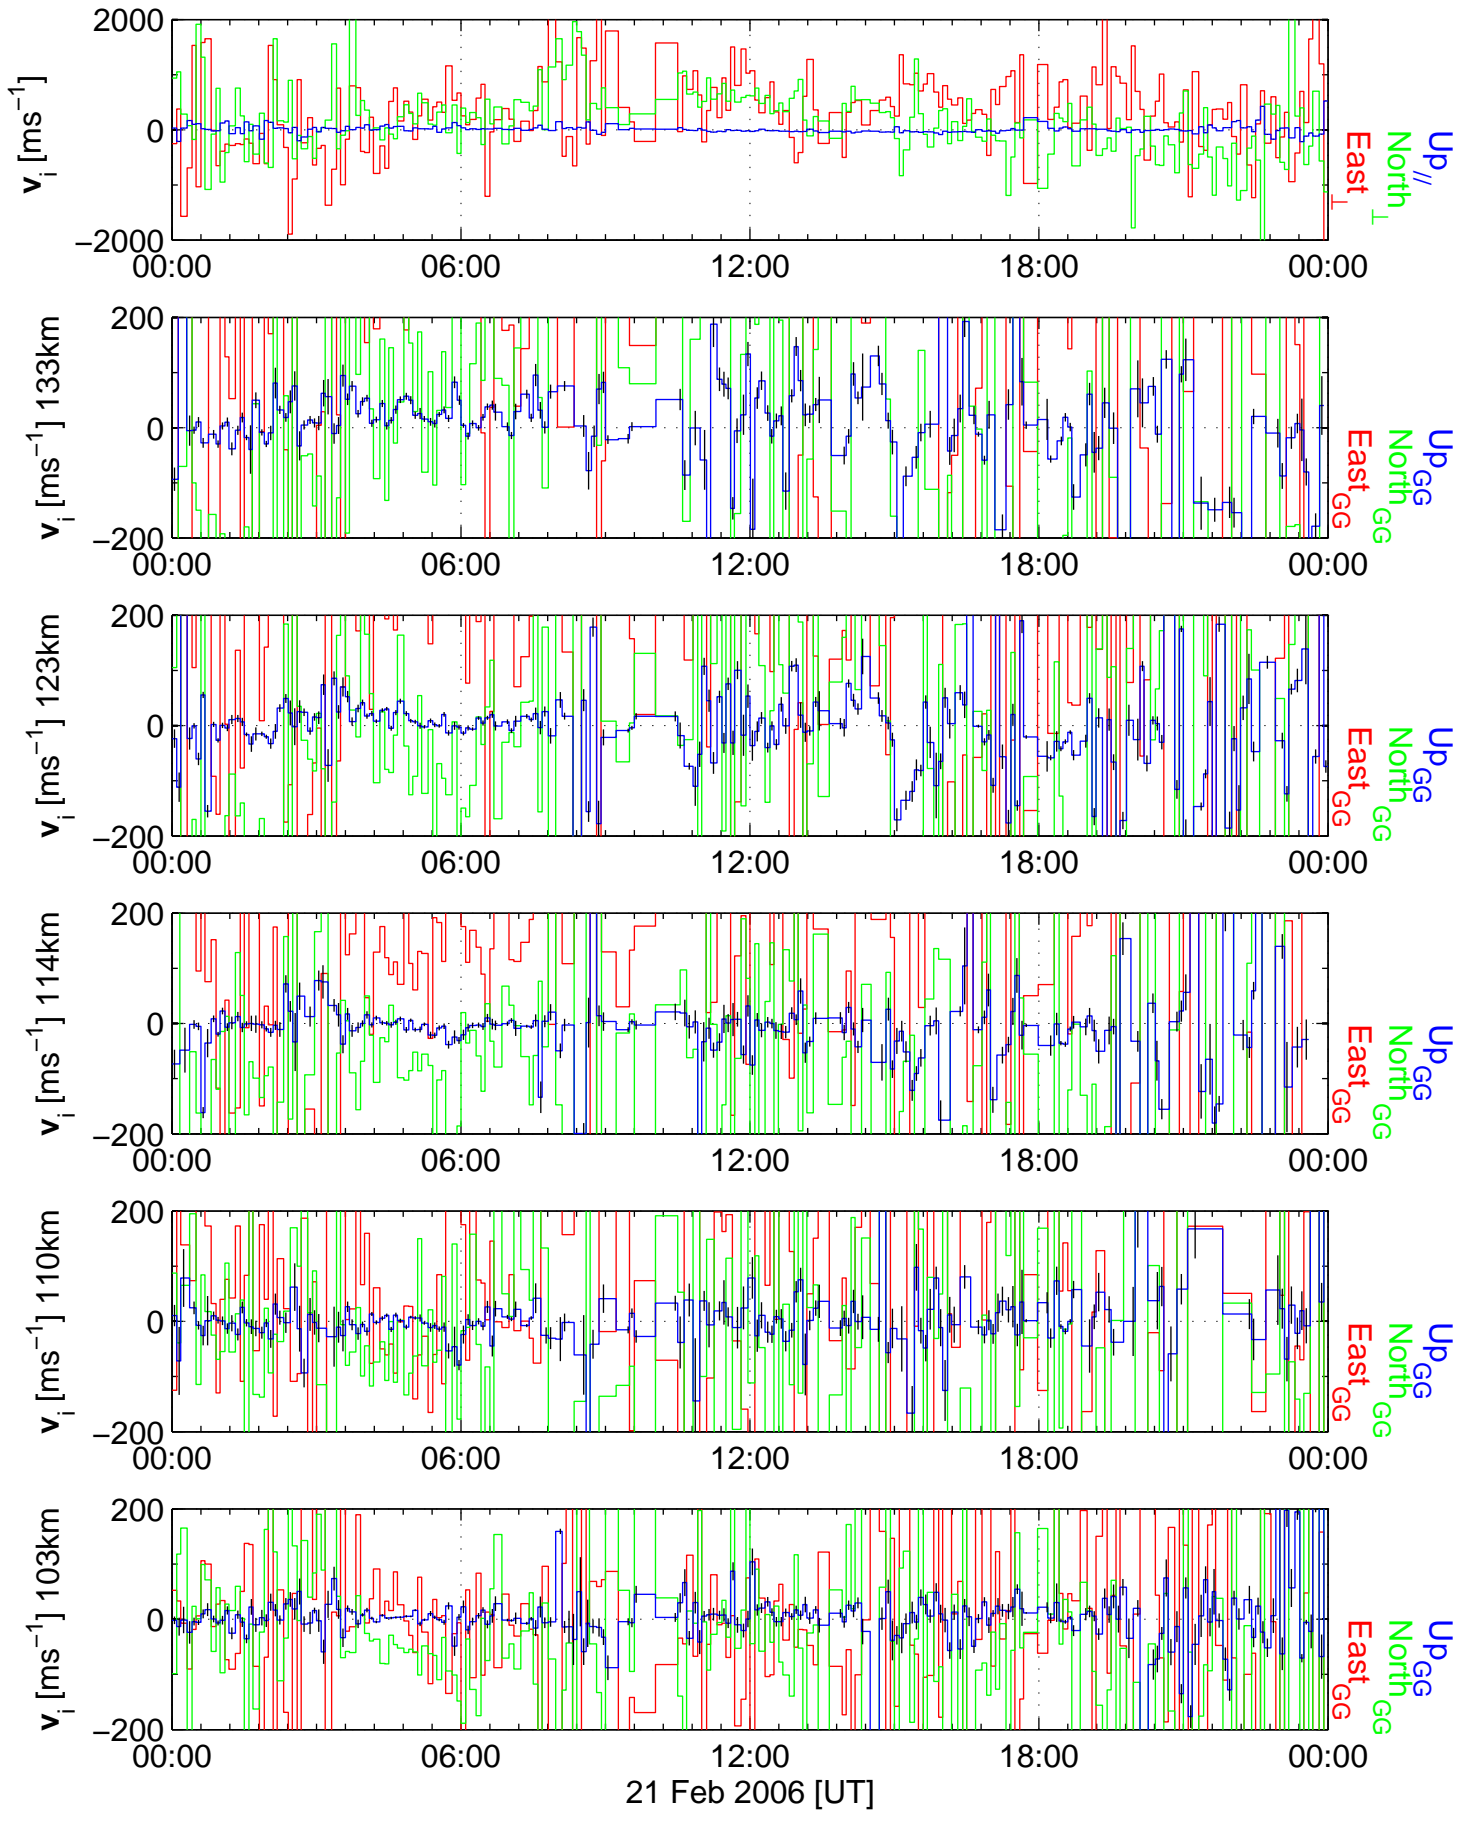 2000
0
−2000
v_i [ms^−1]
00:00 06:00 12:00 18:00 00:00
East_⊥
North_⊥
Up_//
200
0
−200
v_i [ms^−1] 133km
00:00 06:00 12:00 18:00 00:00
East_GG
North_GG
Up_GG
200
0
−200
v_i [ms^−1] 123km
00:00 06:00 12:00 18:00 00:00
East_GG
North_GG
Up_GG
200
0
−200
v_i [ms^−1] 114km
00:00 06:00 12:00 18:00 00:00
East_GG
North_GG
Up_GG
200
0
−200
v_i [ms^−1] 110km
00:00 06:00 12:00 18:00 00:00
East_GG
North_GG
Up_GG
200
0
−200
v_i [ms^−1] 103km
00:00 06:00 12:00 18:00 00:00
East_GG
North_GG
Up_GG
21 Feb 2006 [UT]